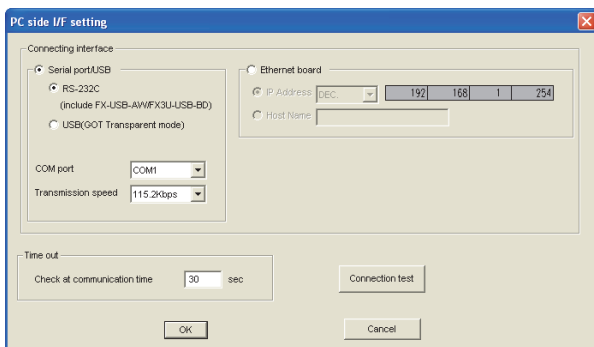 PC side I/F setting
Connecting interface
Serial port/USB
RS-232C
(include FX-USB-AW/FX3U-USB-BD)
USB(GOT Transparent mode)
COM port
COM1
Transmission speed
115.2Kbps
Ethernet board
IP Address
DEC.
192 168 1 254
Host Name
Time out
Check at communication time
30
sec
Connection test
OK
Cancel